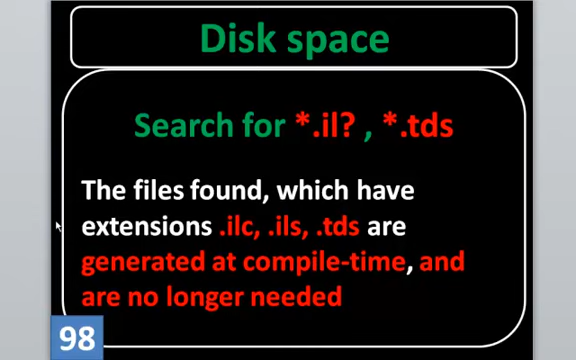 Disk space
Search for *.il? , *.tds
The files found, which have
extensions .ilc, .ils, .tds are
generated at compile-time, and
are no longer needed
98